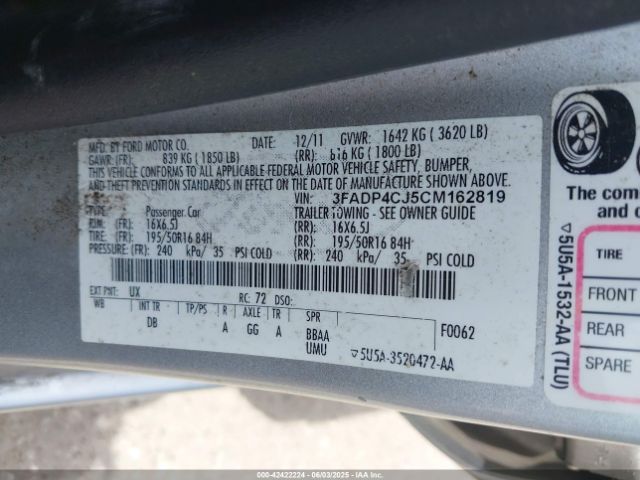 MFD. BY FORD MOTOR CO. DATE: 12/11 GVWR: 1642 KG ( 3620 LB)
GAWR: (FR): 839 KG ( 1850 LB) (RR): 816 KG ( 1800 LB)
THIS VEHICLE CONFORMS TO ALL APPLICABLE FEDERAL MOTOR VEHICLE SAFETY, BUMPER,
AND THEFT PREVENTION STANDARDS IN EFFECT ON THE DATE OF MANUFACTURE SHOWN ABOVE.
VIN: 3FADP4CJ5CM162819
TYPE: Passenger Car TRAILER TOWING - SEE OWNER GUIDE
RIM: (FR): 16X6.5J (RR): 16X6.5J
TIRE: (FR): 195/50R16 84H (RR): 195/50R16 84H
PRESSURE: (FR): 240 kPa/ 35 PSI COLD (RR): 240 kPa/ 35 PSI COLD
EXT PNT: UX RC: 72 DSO:
WB INT TR TP/PS R AXLE TR SPR
DB A GG A BBAA F0062
UMU ▽5U5A-3520472-AA
The com
and c
TIRE
FRONT
REAR
SPARE
▽5U5A-1532-AA (TLU)
00-42422224 - 06/03/2025 - IAAHQ